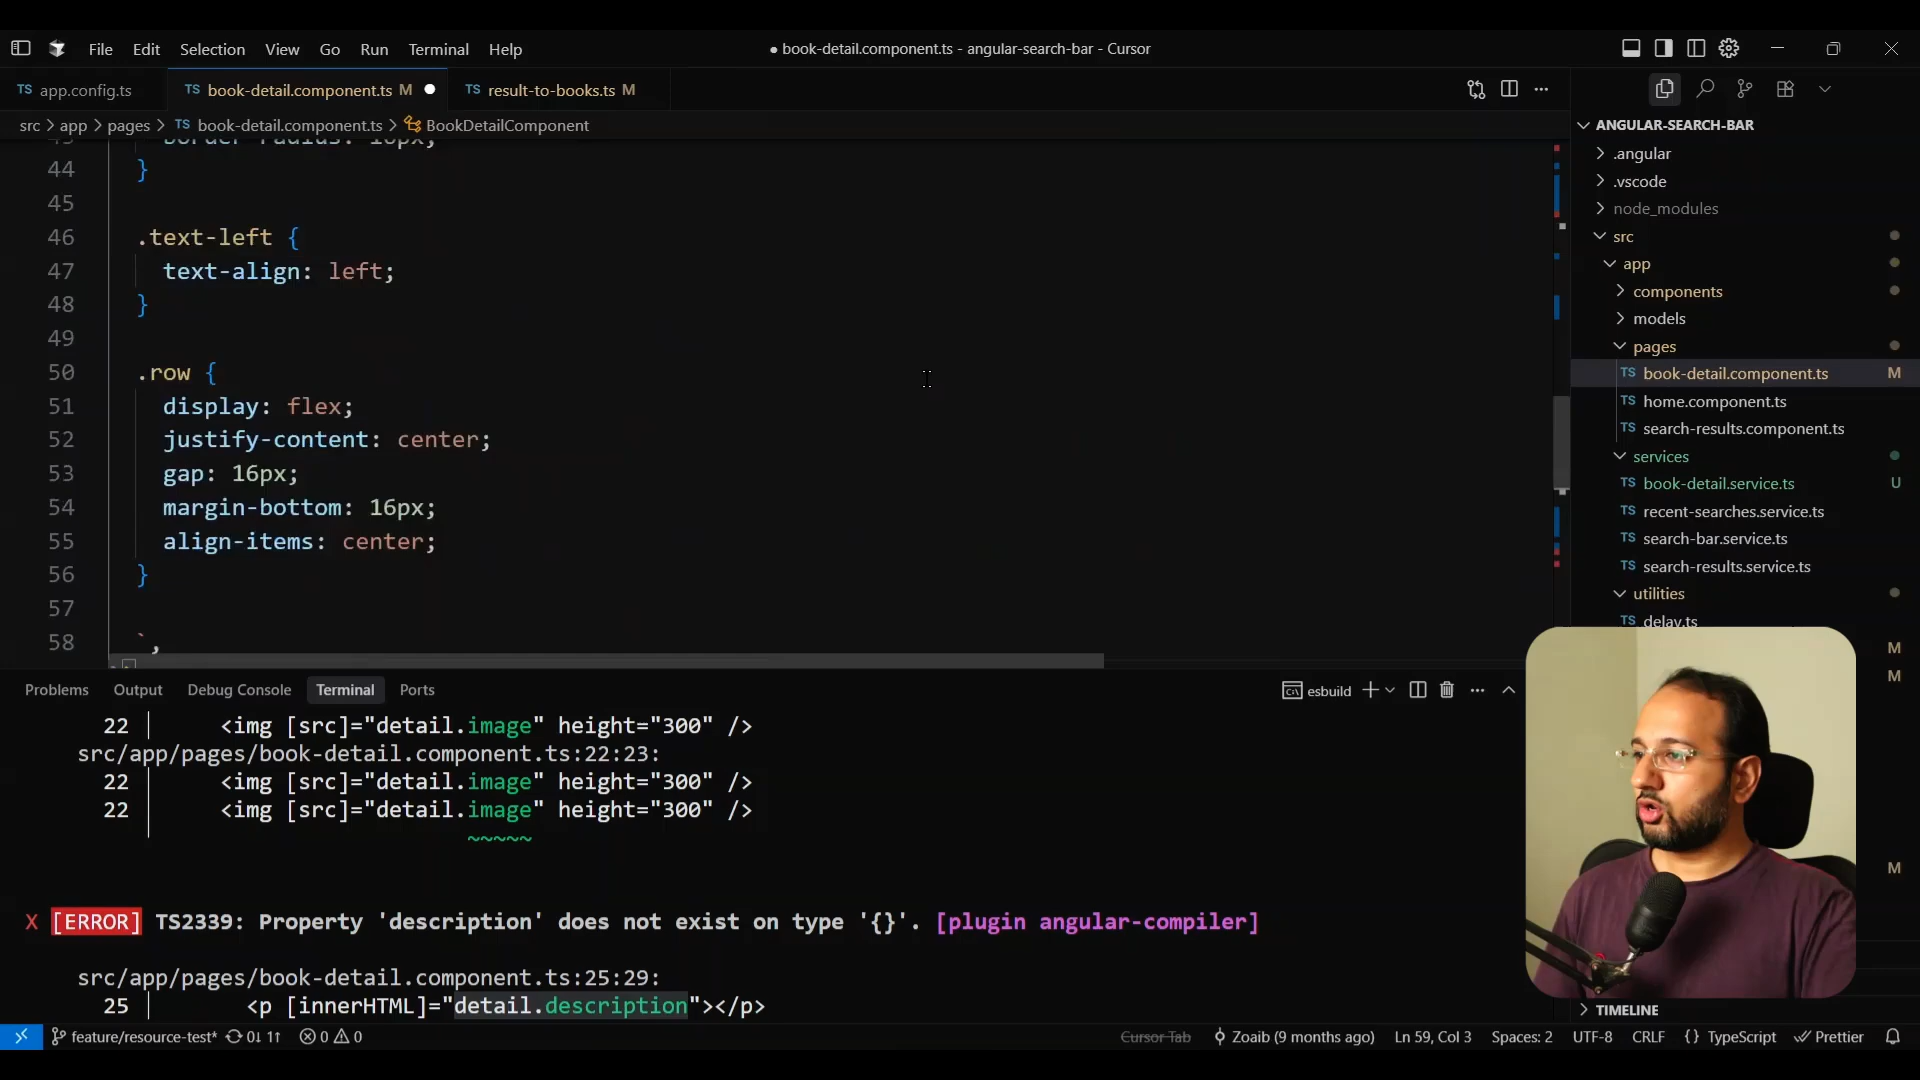 File Edit Selection View Go Run Terminal Help
● book-detail.component.ts - angular-search-bar - Cursor
TS app.config.ts
TS book-detail.component.ts M
TS result-to-books.ts M
src > app > pages > TS book-detail.component.ts > BookDetailComponent
44 }
45
46 .text-left {
47 text-align: left;
48 }
49
50 .row {
51 display: flex;
52 justify-content: center;
53 gap: 16px;
54 margin-bottom: 16px;
55 align-items: center;
56 }
57
58 `,
ANGULAR-SEARCH-BAR
.angular
.vscode
node_modules
src
app
components
models
pages
TS book-detail.component.ts M
TS home.component.ts
TS search-results.component.ts
services
TS book-detail.service.ts U
TS recent-searches.service.ts
TS search-bar.service.ts
TS search-results.service.ts
utilities
TS delay.ts
M
M
M
TIMELINE
Problems Output Debug Console Terminal Ports
esbuild
22 <img [src]="detail.image" height="300" />
src/app/pages/book-detail.component.ts:22:23:
22 <img [src]="detail.image" height="300" />
22 <img [src]="detail.image" height="300" />
~~~~~
X [ERROR] TS2339: Property 'description' does not exist on type '{}'. [plugin angular-compiler]
src/app/pages/book-detail.component.ts:25:29:
25 <p [innerHTML]="detail.description"></p>
feature/resource-test* 0↓ 1↑ 0 0
Cursor Tab Zoaib (9 months ago) Ln 59, Col 3 Spaces: 2 UTF-8 CRLF {} TypeScript Prettier